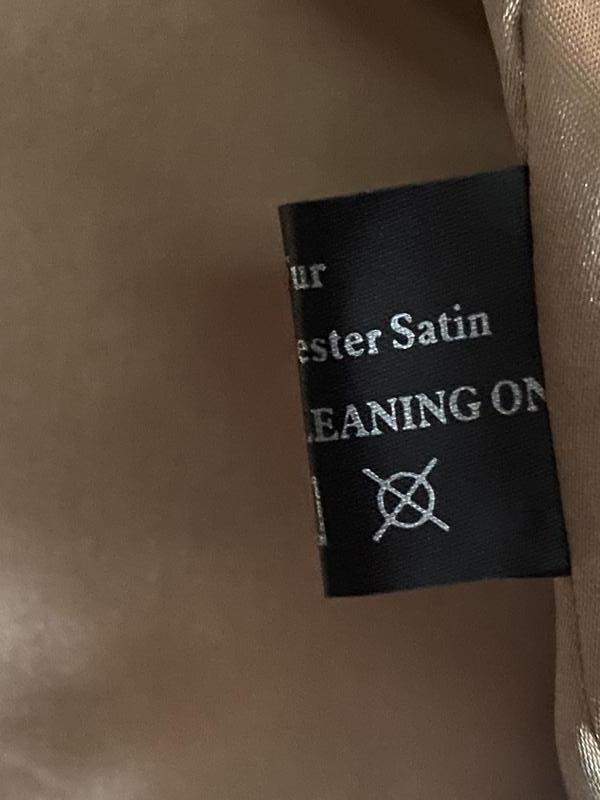 ur
ester Satin
LEANING ON